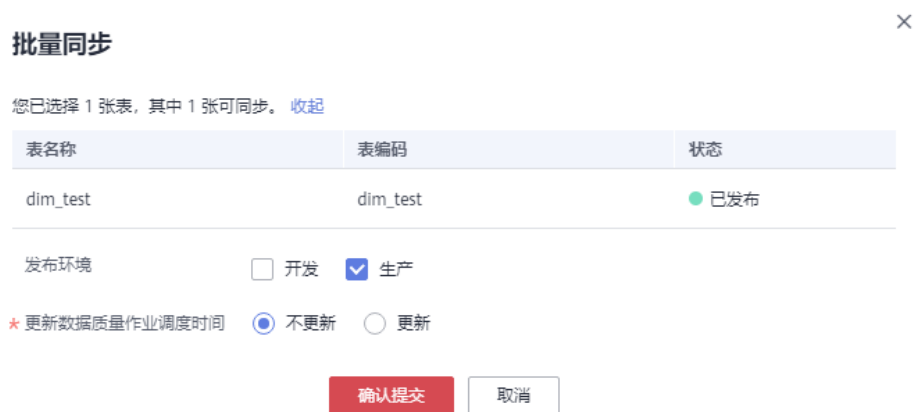 批量同步
您已选择 1 张表，其中 1 张可同步。 收起
表名称 表编码 状态
dim_test dim_test 已发布
发布环境 开发 生产
* 更新数据质量作业调度时间 不更新 更新
确认提交 取消